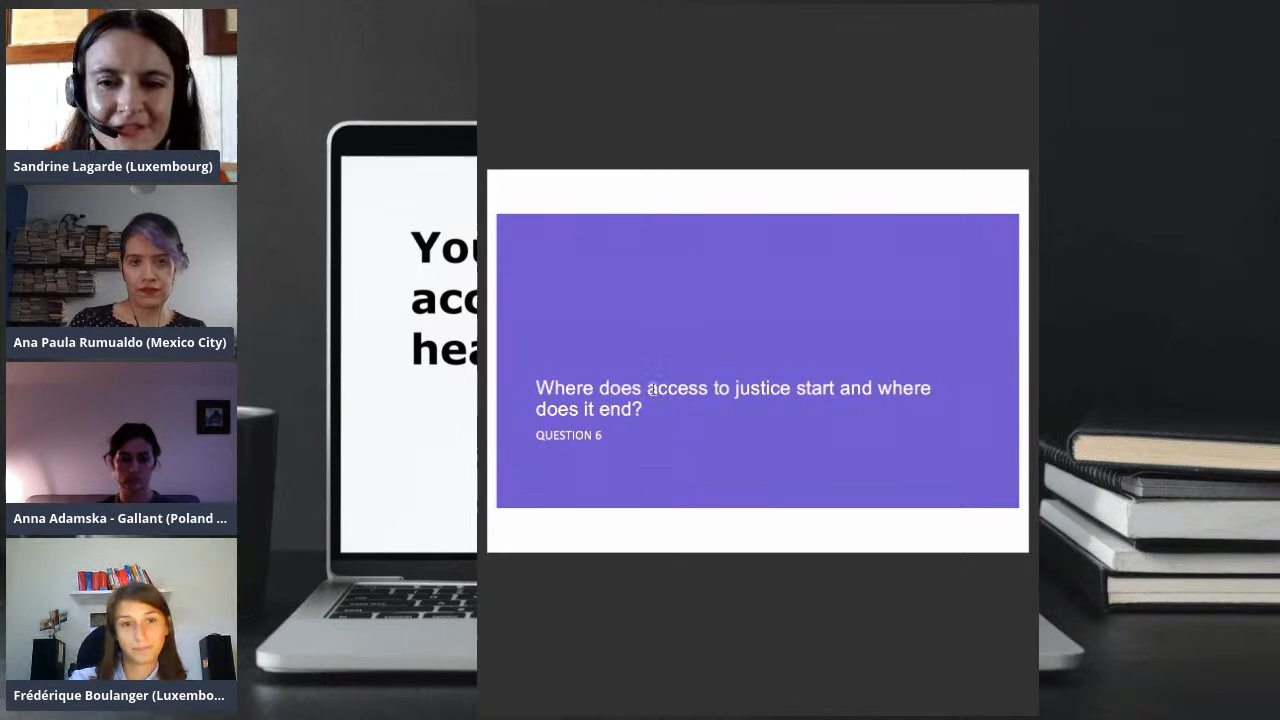 Sandrine Lagarde (Luxembourg)
Ana Paula Rumualdo (Mexico City)
Anna Adamska - Gallant (Poland ...
Frédérique Boulanger (Luxembo...
You
acc
hea
Where does access to justice start and where
does it end?
QUESTION 6